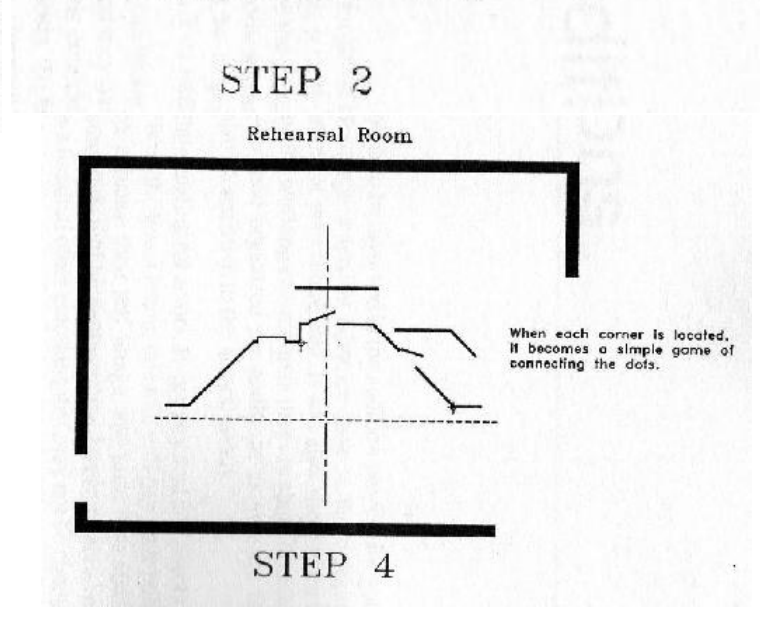 STEP 2
Rehearsal Room
When each corner is located,
it becomes a simple game of
connecting the dots.
STEP 4